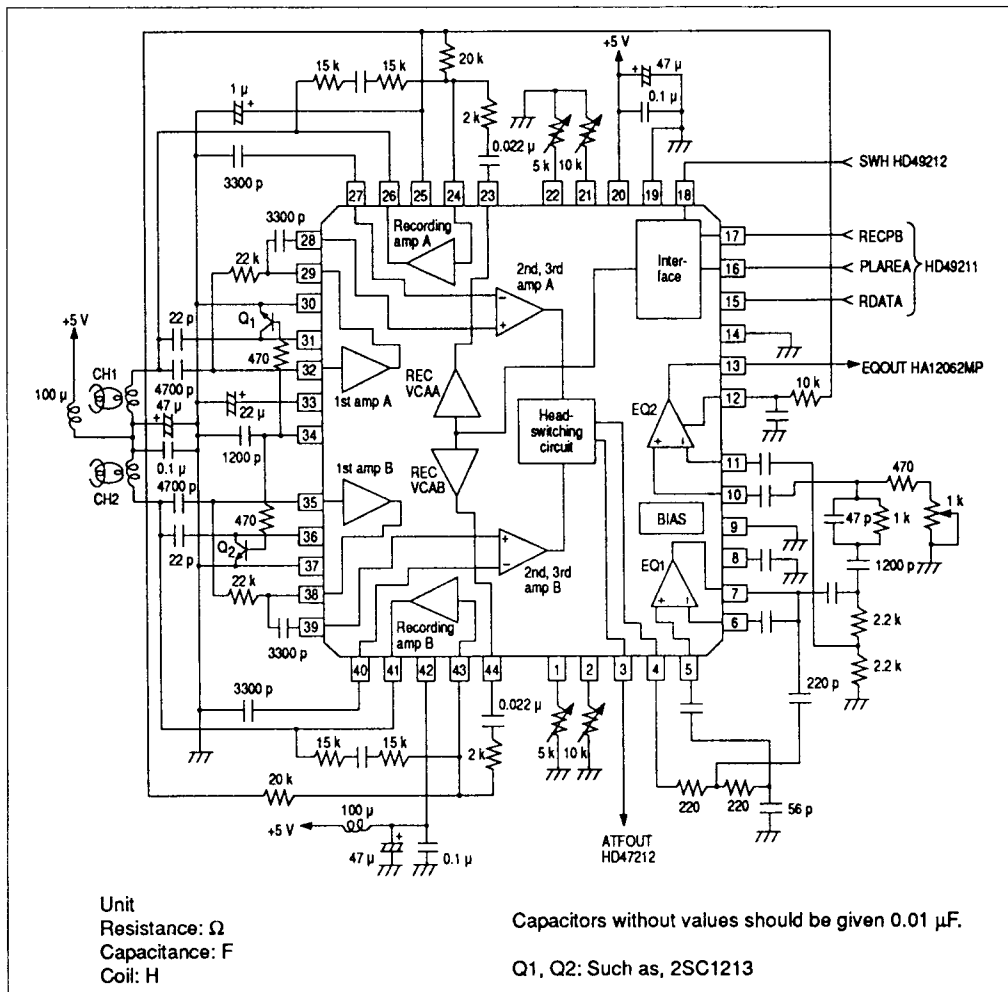 +5 V
20 k
47 μ
15 k
15 k
1 μ
2 k
0.1 μ
0.022 μ
5 k
10 k
3300 p
SWH HD49212
27
26
25
24
23
22
21
20
19
18
3300 p
28
Recording amp A
17
RECPB
22 k
29
2nd, 3rd amp A
Inter-face
16
PLAREA
HD49211
30
15
RDATA
+5 V
22 p
Q1
31
14
470
32
13
EQOUT HA12062MP
CH1
4700 p
1st amp A
REC VCAA
100 μ
47 μ
22 μ
33
12
10 k
EQ2
0.1 μ
1200 p
34
Head-switching circuit
11
CH2
4700 p
1st amp B
REC VCAB
35
10
470
1 k
470
36
BIAS
9
47 p
1 k
Q2
22 p
37
EQ1
8
1200 p
22 k
38
2nd, 3rd amp B
7
39
Recording amp B
6
2.2 k
3300 p
40
41
42
43
44
1
2
3
4
5
2.2 k
3300 p
0.022 μ
220 p
15 k
15 k
2 k
5 k
10 k
20 k
220
220
56 p
+5 V
100 μ
47 μ
0.1 μ
ATFOUT
HD47212
Unit
Resistance: Ω
Capacitance: F
Coil: H
Capacitors without values should be given 0.01 μF.
Q1, Q2: Such as, 2SC1213